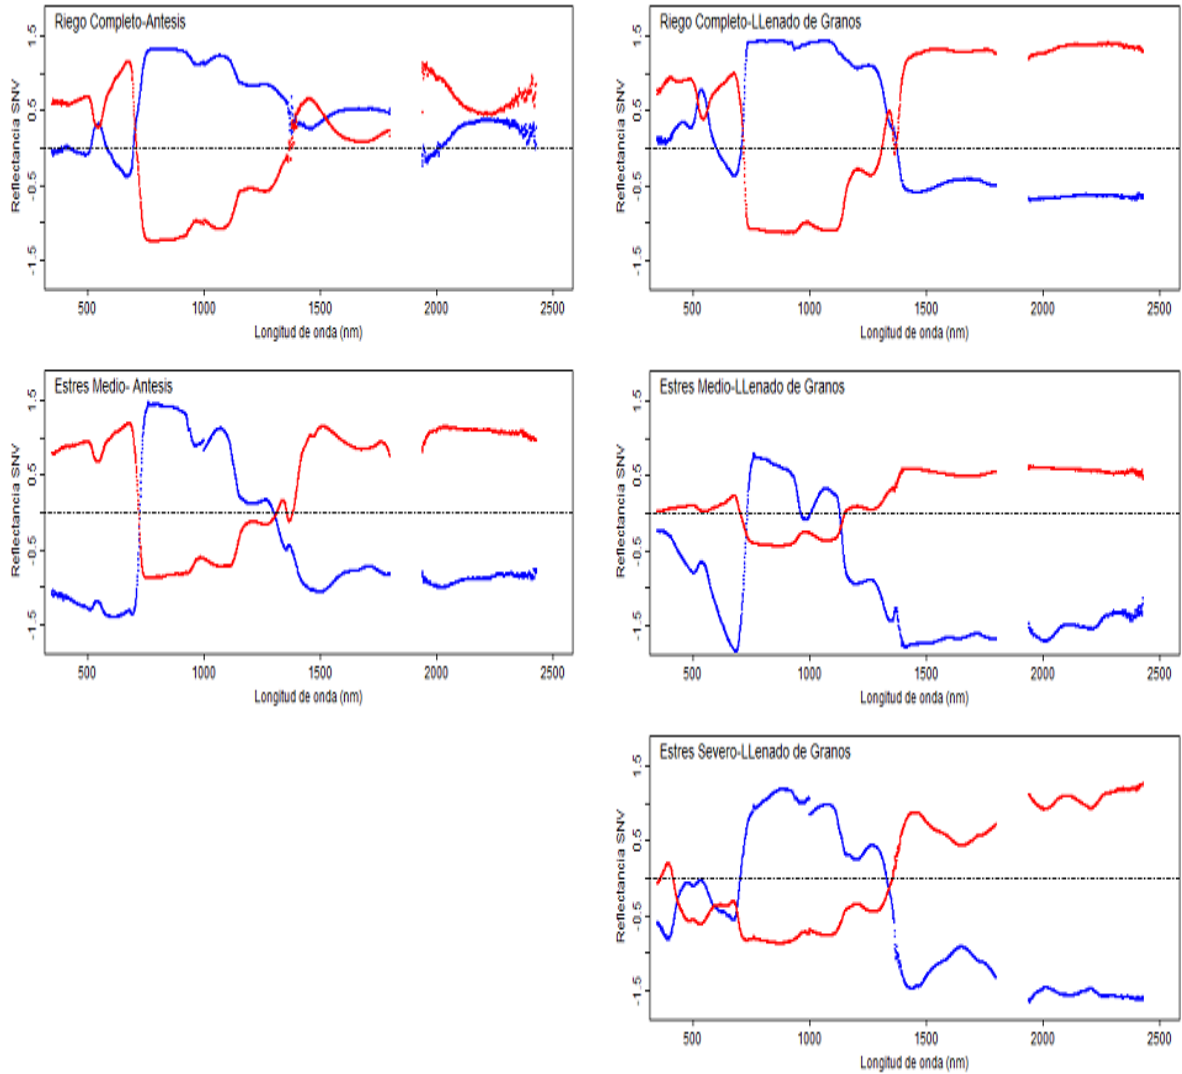 Riego Completo-Antesis
Reflectancia SNV
1.5
0.5
-0.5
-1.5
500 1000 1500 2000 2500
Longitud de onda (nm)
Riego Completo-LLenado de Granos
Reflectancia SNV
1.5
0.5
-0.5
-1.5
500 1000 1500 2000 2500
Longitud de onda (nm)
Estres Medio- Antesis
Reflectancia SNV
1.5
0.5
-0.5
-1.5
500 1000 1500 2000 2500
Longitud de onda (nm)
Estres Medio-LLenado de Granos
Reflectancia SNV
1.5
0.5
-0.5
-1.5
500 1000 1500 2000 2500
Longitud de onda (nm)
Estres Severo-LLenado de Granos
Reflectancia SNV
1.5
0.5
-0.5
-1.5
500 1000 1500 2000 2500
Longitud de onda (nm)